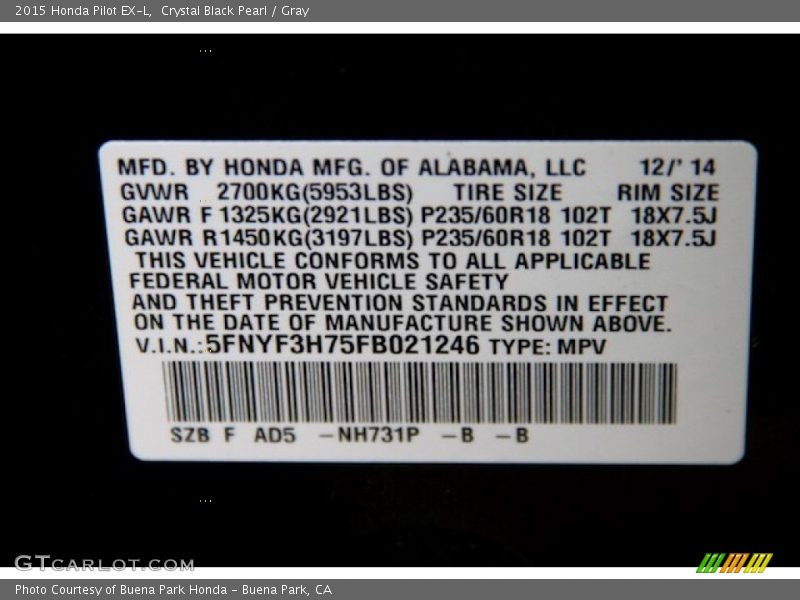 2015 Honda Pilot EX-L, Crystal Black Pearl / Gray
...
MFD. BY HONDA MFG. OF ALABAMA, LLC 12/' 14
GVWR 2700KG(5953LBS) TIRE SIZE RIM SIZE
GAWR F 1325KG(2921LBS) P235/60R18 102T 18X7.5J
GAWR R1450KG(3197LBS) P235/60R18 102T 18X7.5J
THIS VEHICLE CONFORMS TO ALL APPLICABLE
FEDERAL MOTOR VEHICLE SAFETY
AND THEFT PREVENTION STANDARDS IN EFFECT
ON THE DATE OF MANUFACTURE SHOWN ABOVE.
V.I.N.:5FNYF3H75FB021246 TYPE: MPV
SZB F AD5 -NH731P -B -B
...
GTCARLOT.COM
Photo Courtesy of Buena Park Honda - Buena Park, CA